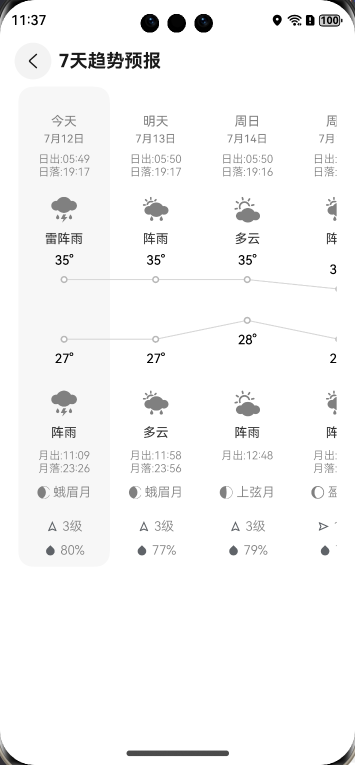 11:37
100
7天趋势预报
今天 明天 周日 周
7月12日 7月13日 7月14日 7
日出:05:49 日出:05:50 日出:05:50 日出:
日落:19:17 日落:19:17 日落:19:16 日落:
雷阵雨 阵雨 多云 阵
35° 35° 35° 3
27° 27° 28° 2
阵雨 多云 阵雨 阵
月出:11:09 月出:11:58 月出:12:48 月出:
月落:23:26 月落:23:56 月落:
蛾眉月 蛾眉月 上弦月 盈
3级 3级 3级
80% 77% 79%